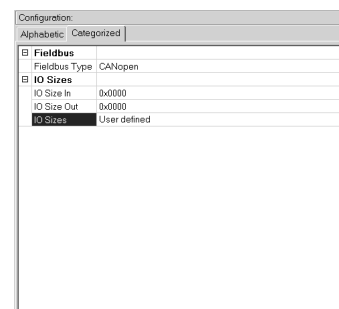 Configuration:
Alphabetic Categorized
Fieldbus
Fieldbus Type CANopen
IO Sizes
IO Size In 0x0000
IO Size Out 0x0000
IO Sizes User defined